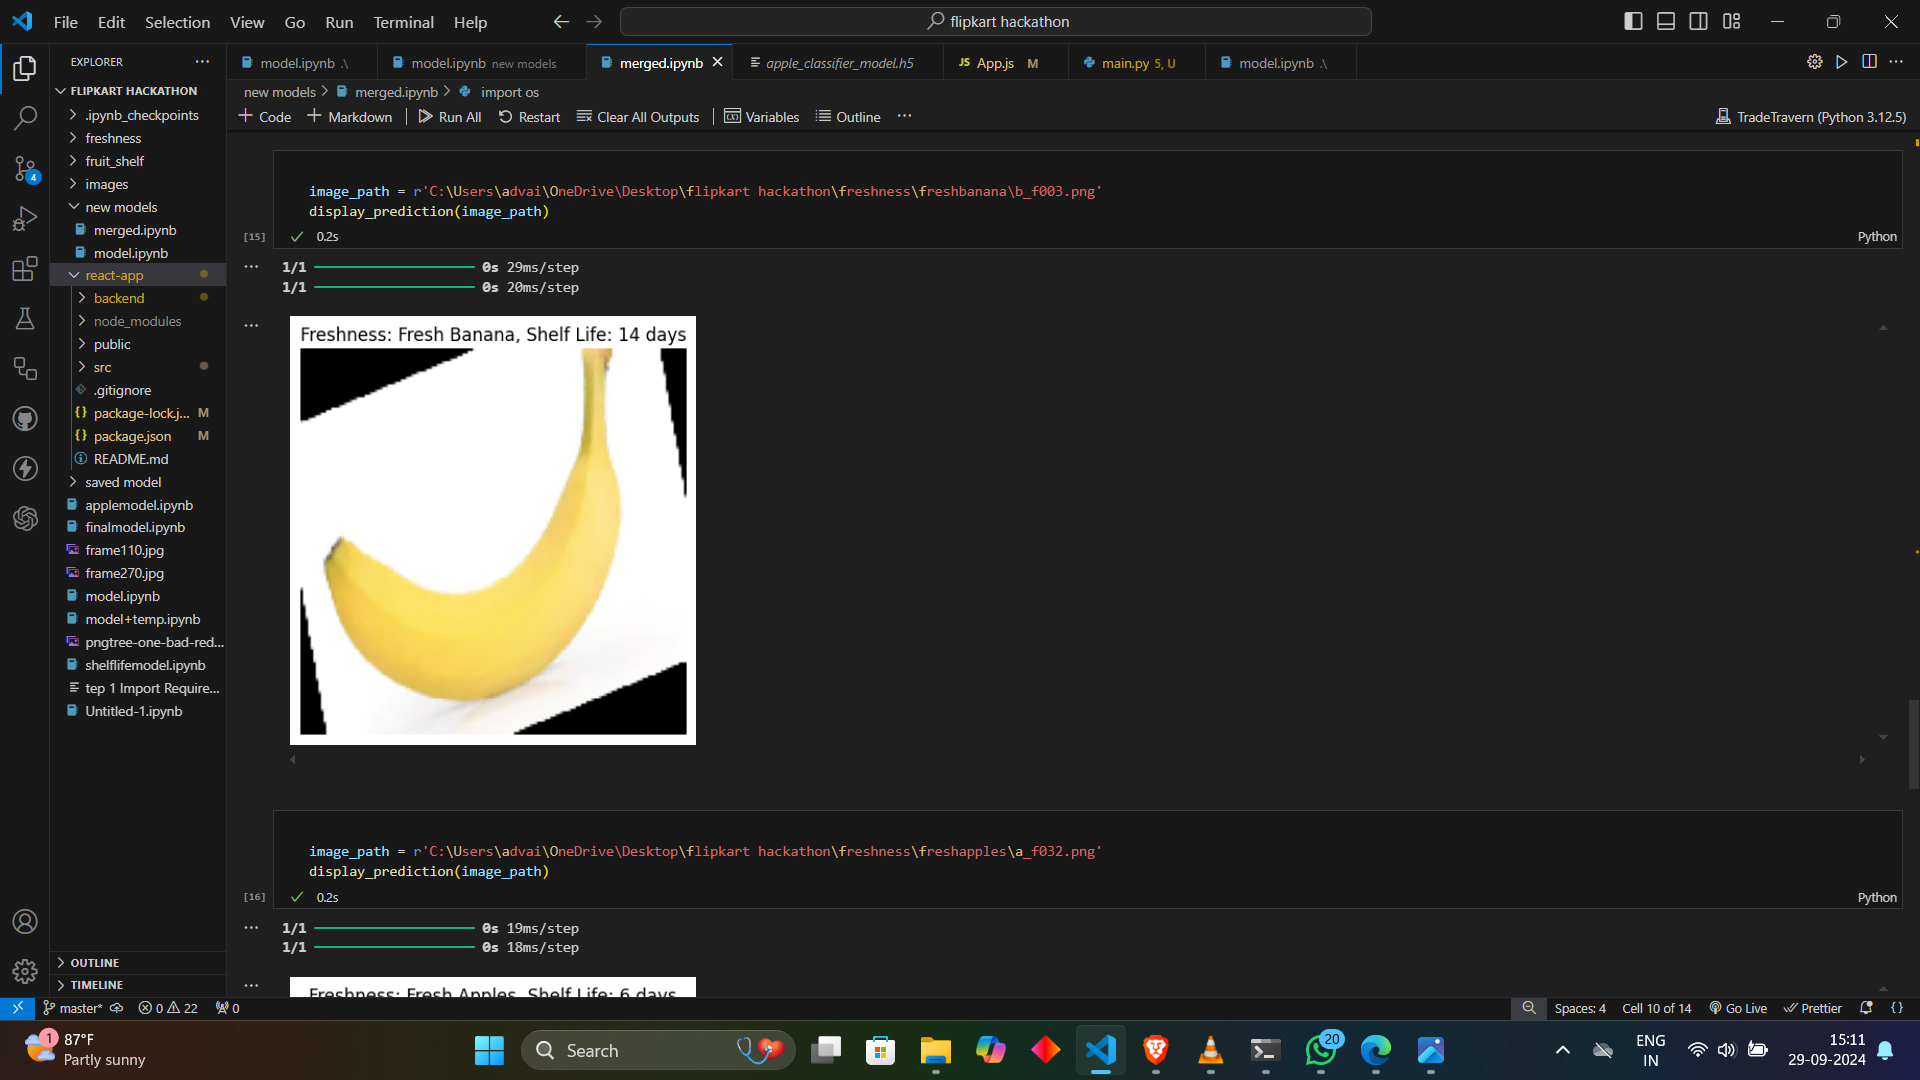 File Edit Selection View Go Run Terminal Help
flipkart hackathon
EXPLORER
model.ipynb .\
model.ipynb new models
merged.ipynb
apple_classifier_model.h5
JS App.js M
main.py 5, U
model.ipynb .\
new models > merged.ipynb > import os
+ Code + Markdown Run All Restart Clear All Outputs Variables Outline ...
TradeTravern (Python 3.12.5)
FLIPKART HACKATHON
.ipynb_checkpoints
freshness
fruit_shelf
images
new models
merged.ipynb
model.ipynb
react-app
backend
node_modules
public
src
.gitignore
package-lock.j... M
package.json M
README.md
saved model
applemodel.ipynb
finalmodel.ipynb
frame110.jpg
frame270.jpg
model.ipynb
model+temp.ipynb
pngtree-one-bad-red...
shelflifemodel.ipynb
tep 1 Import Require...
Untitled-1.ipynb
OUTLINE
TIMELINE
4
image_path = r'C:\Users\advai\OneDrive\Desktop\flipkart hackathon\freshness\freshbanana\b_f003.png'
display_prediction(image_path)
[15] 0.2s Python
1/1 0s 29ms/step
1/1 0s 20ms/step
Freshness: Fresh Banana, Shelf Life: 14 days
image_path = r'C:\Users\advai\OneDrive\Desktop\flipkart hackathon\freshness\freshapples\a_f032.png'
display_prediction(image_path)
[16] 0.2s Python
1/1 0s 19ms/step
1/1 0s 18ms/step
Freshness: Fresh Apples, Shelf Life: 6 days
master* 0 22 0
Spaces: 4 Cell 10 of 14 Go Live Prettier {}
1
87°F
Partly sunny
Search
20
ENG
IN
15:11
29-09-2024